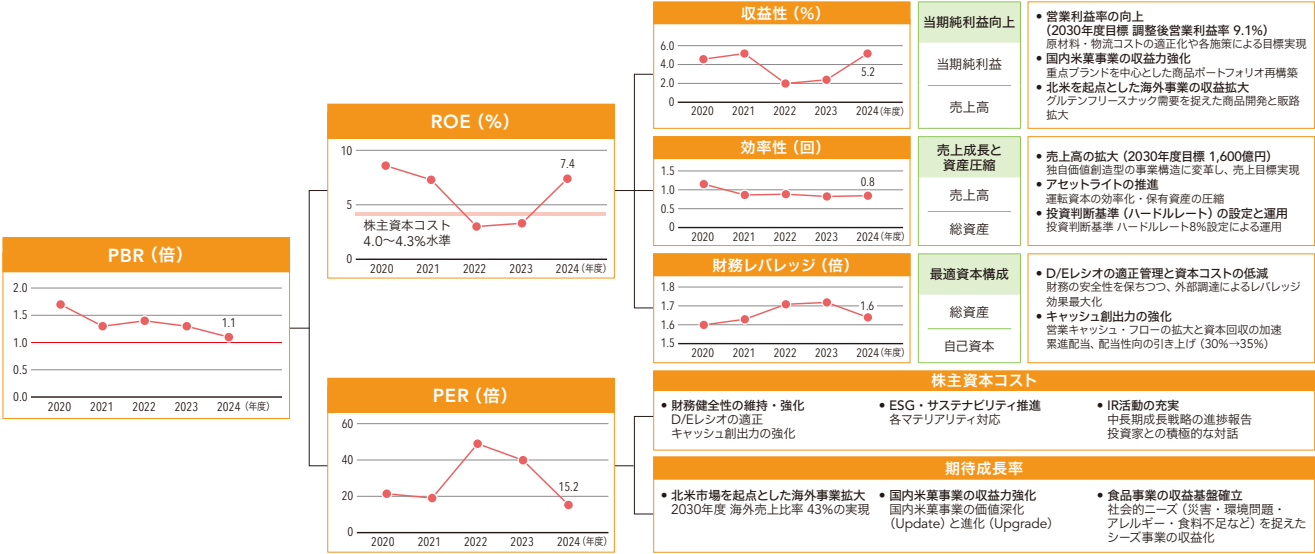 PBR（倍）
2.0
1.5
1.0
0.5
0.0
1.1
2020 2021 2022 2023 2024（年度）
ROE（％）
10
5
0
7.4
株主資本コスト
4.0〜4.3%水準
2020 2021 2022 2023 2024（年度）
PER（倍）
60
40
20
0
15.2
2020 2021 2022 2023 2024（年度）
収益性（％）
6.0
4.0
2.0
0
5.2
2020 2021 2022 2023 2024（年度）
当期純利益向上
当期純利益
売上高
• 営業利益率の向上
（2030年度目標 調整後営業利益率 9.1%）
原材料・物流コストの適正化や各施策による目標実現
• 国内米菓事業の収益力強化
重点ブランドを中心とした商品ポートフォリオ再構築
• 北米を起点とした海外事業の収益拡大
グルテンフリースナック需要を捉えた商品開発と販路
拡大
効率性（回）
1.5
1.0
0.5
0
0.8
2020 2021 2022 2023 2024（年度）
売上成長と
資産圧縮
売上高
総資産
• 売上高の拡大（2030年度目標 1,600億円）
独自価値創造型の事業構造に変革し、売上目標実現
• アセットライトの推進
運転資本の効率化・保有資産の圧縮
• 投資判断基準（ハードルレート）の設定と運用
投資判断基準 ハードルレート8%設定による運用
財務レバレッジ（倍）
1.8
1.7
1.6
1.5
1.6
2020 2021 2022 2023 2024（年度）
最適資本構成
総資産
自己資本
• D/Eレシオの適正管理と資本コストの低減
財務の安全性を保ちつつ、外部調達によるレバレッジ
効果最大化
• キャッシュ創出力の強化
営業キャッシュ・フローの拡大と資本回収の加速
累進配当、配当性向の引き上げ（30%→35%）
株主資本コスト
• 財務健全性の維持・強化
D/Eレシオの適正
キャッシュ創出力の強化
• ESG・サステナビリティ推進
各マテリアリティ対応
• IR活動の充実
中長期成長戦略の進捗報告
投資家との積極的な対話
期待成長率
• 北米市場を起点とした海外事業拡大
2030年度 海外売上比率 43%の実現
• 国内米菓事業の収益力強化
国内米菓事業の価値深化
（Update）と進化（Upgrade）
• 食品事業の収益基盤確立
社会的ニーズ（災害・環境問題・
アレルギー・食料不足など）を捉えた
シーズ事業の収益化